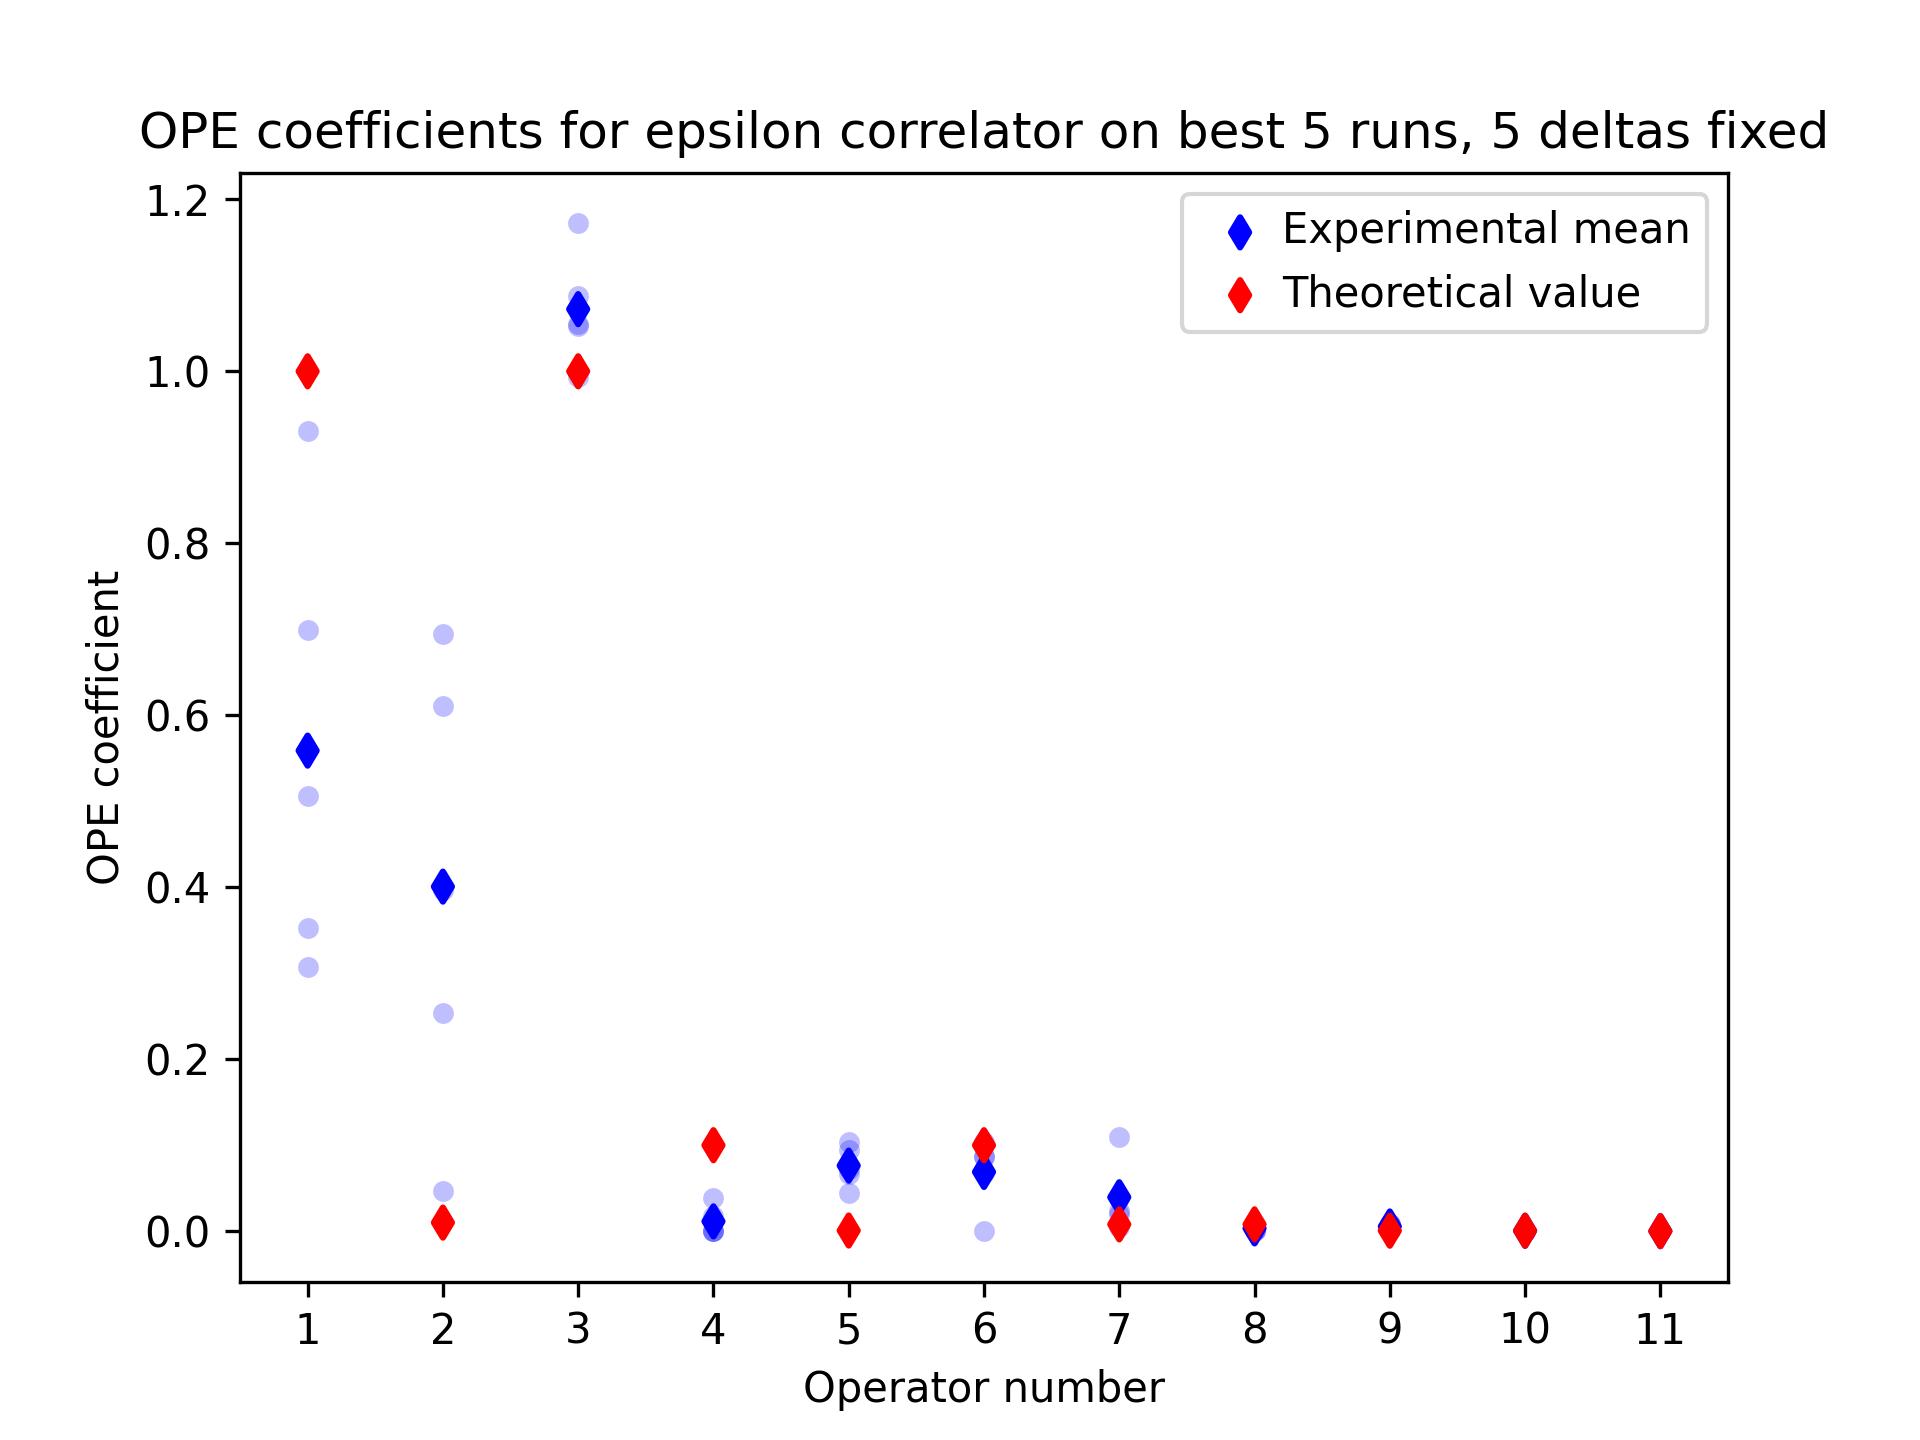 OPE coefficients for epsilon correlator on best 5 runs, 5 deltas fixed
Experimental mean
Theoretical value
OPE coefficient
1.2
1.0
0.8
0.6
0.4
0.2
0.0
1 2 3 4 5 6 7 8 9 10 11
Operator number